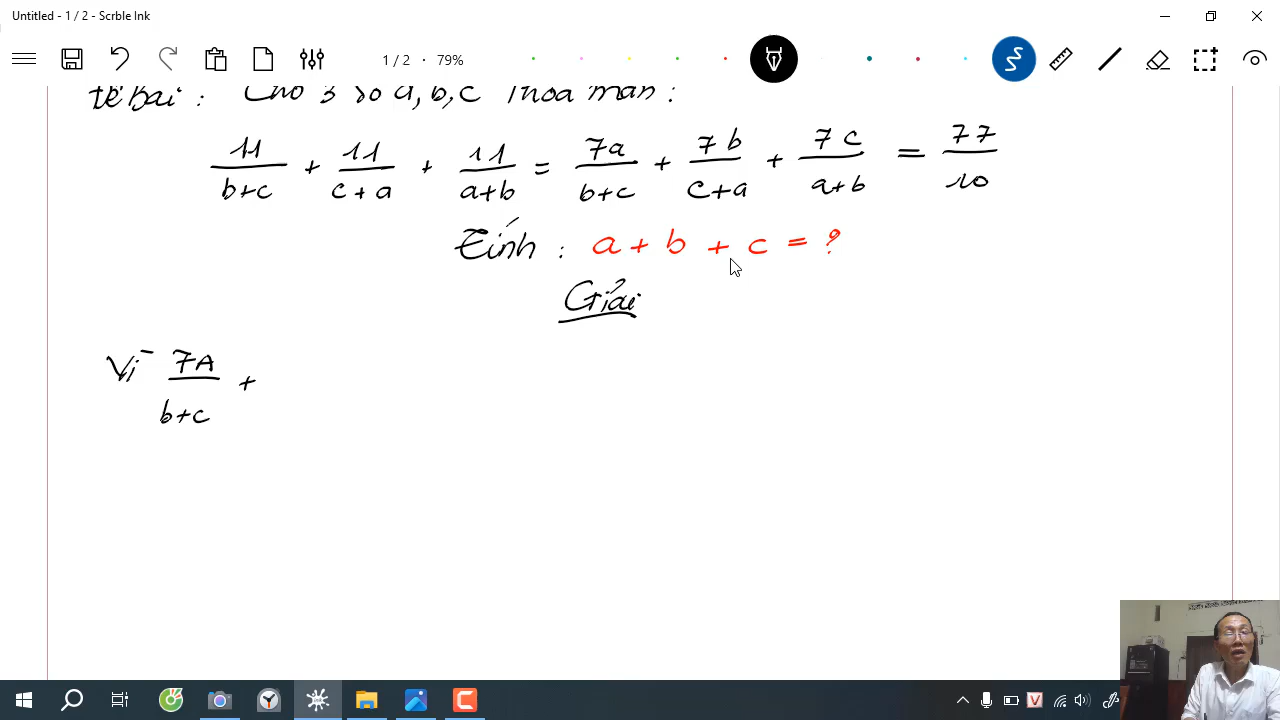 Untitled - 1 / 2 - Scrble Ink
1 / 2 · 79%
đề bài : Cho 3 số a, b, c Thỏa mãn :
11/(b+c) + 11/(c+a) + 11/(a+b) = 7a/(b+c) + 7b/(c+a) + 7c/(a+b) = 77/10
Tính : a + b + c = ?
Giải
Vì 7A/(b+c) +
V